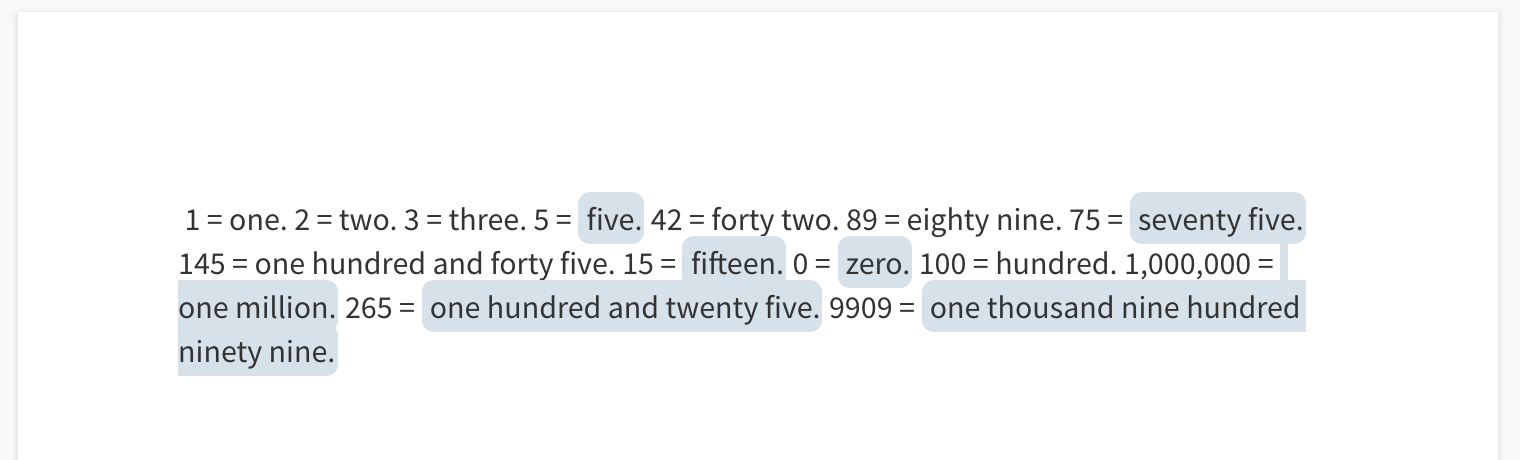 1 = one. 2 = two. 3 = three. 5 = five. 42 = forty two. 89 = eighty nine. 75 = seventy five.
145 = one hundred and forty five. 15 = fifteen. 0 = zero. 100 = hundred. 1,000,000 =
one million. 265 = one hundred and twenty five. 9909 = one thousand nine hundred
ninety nine.